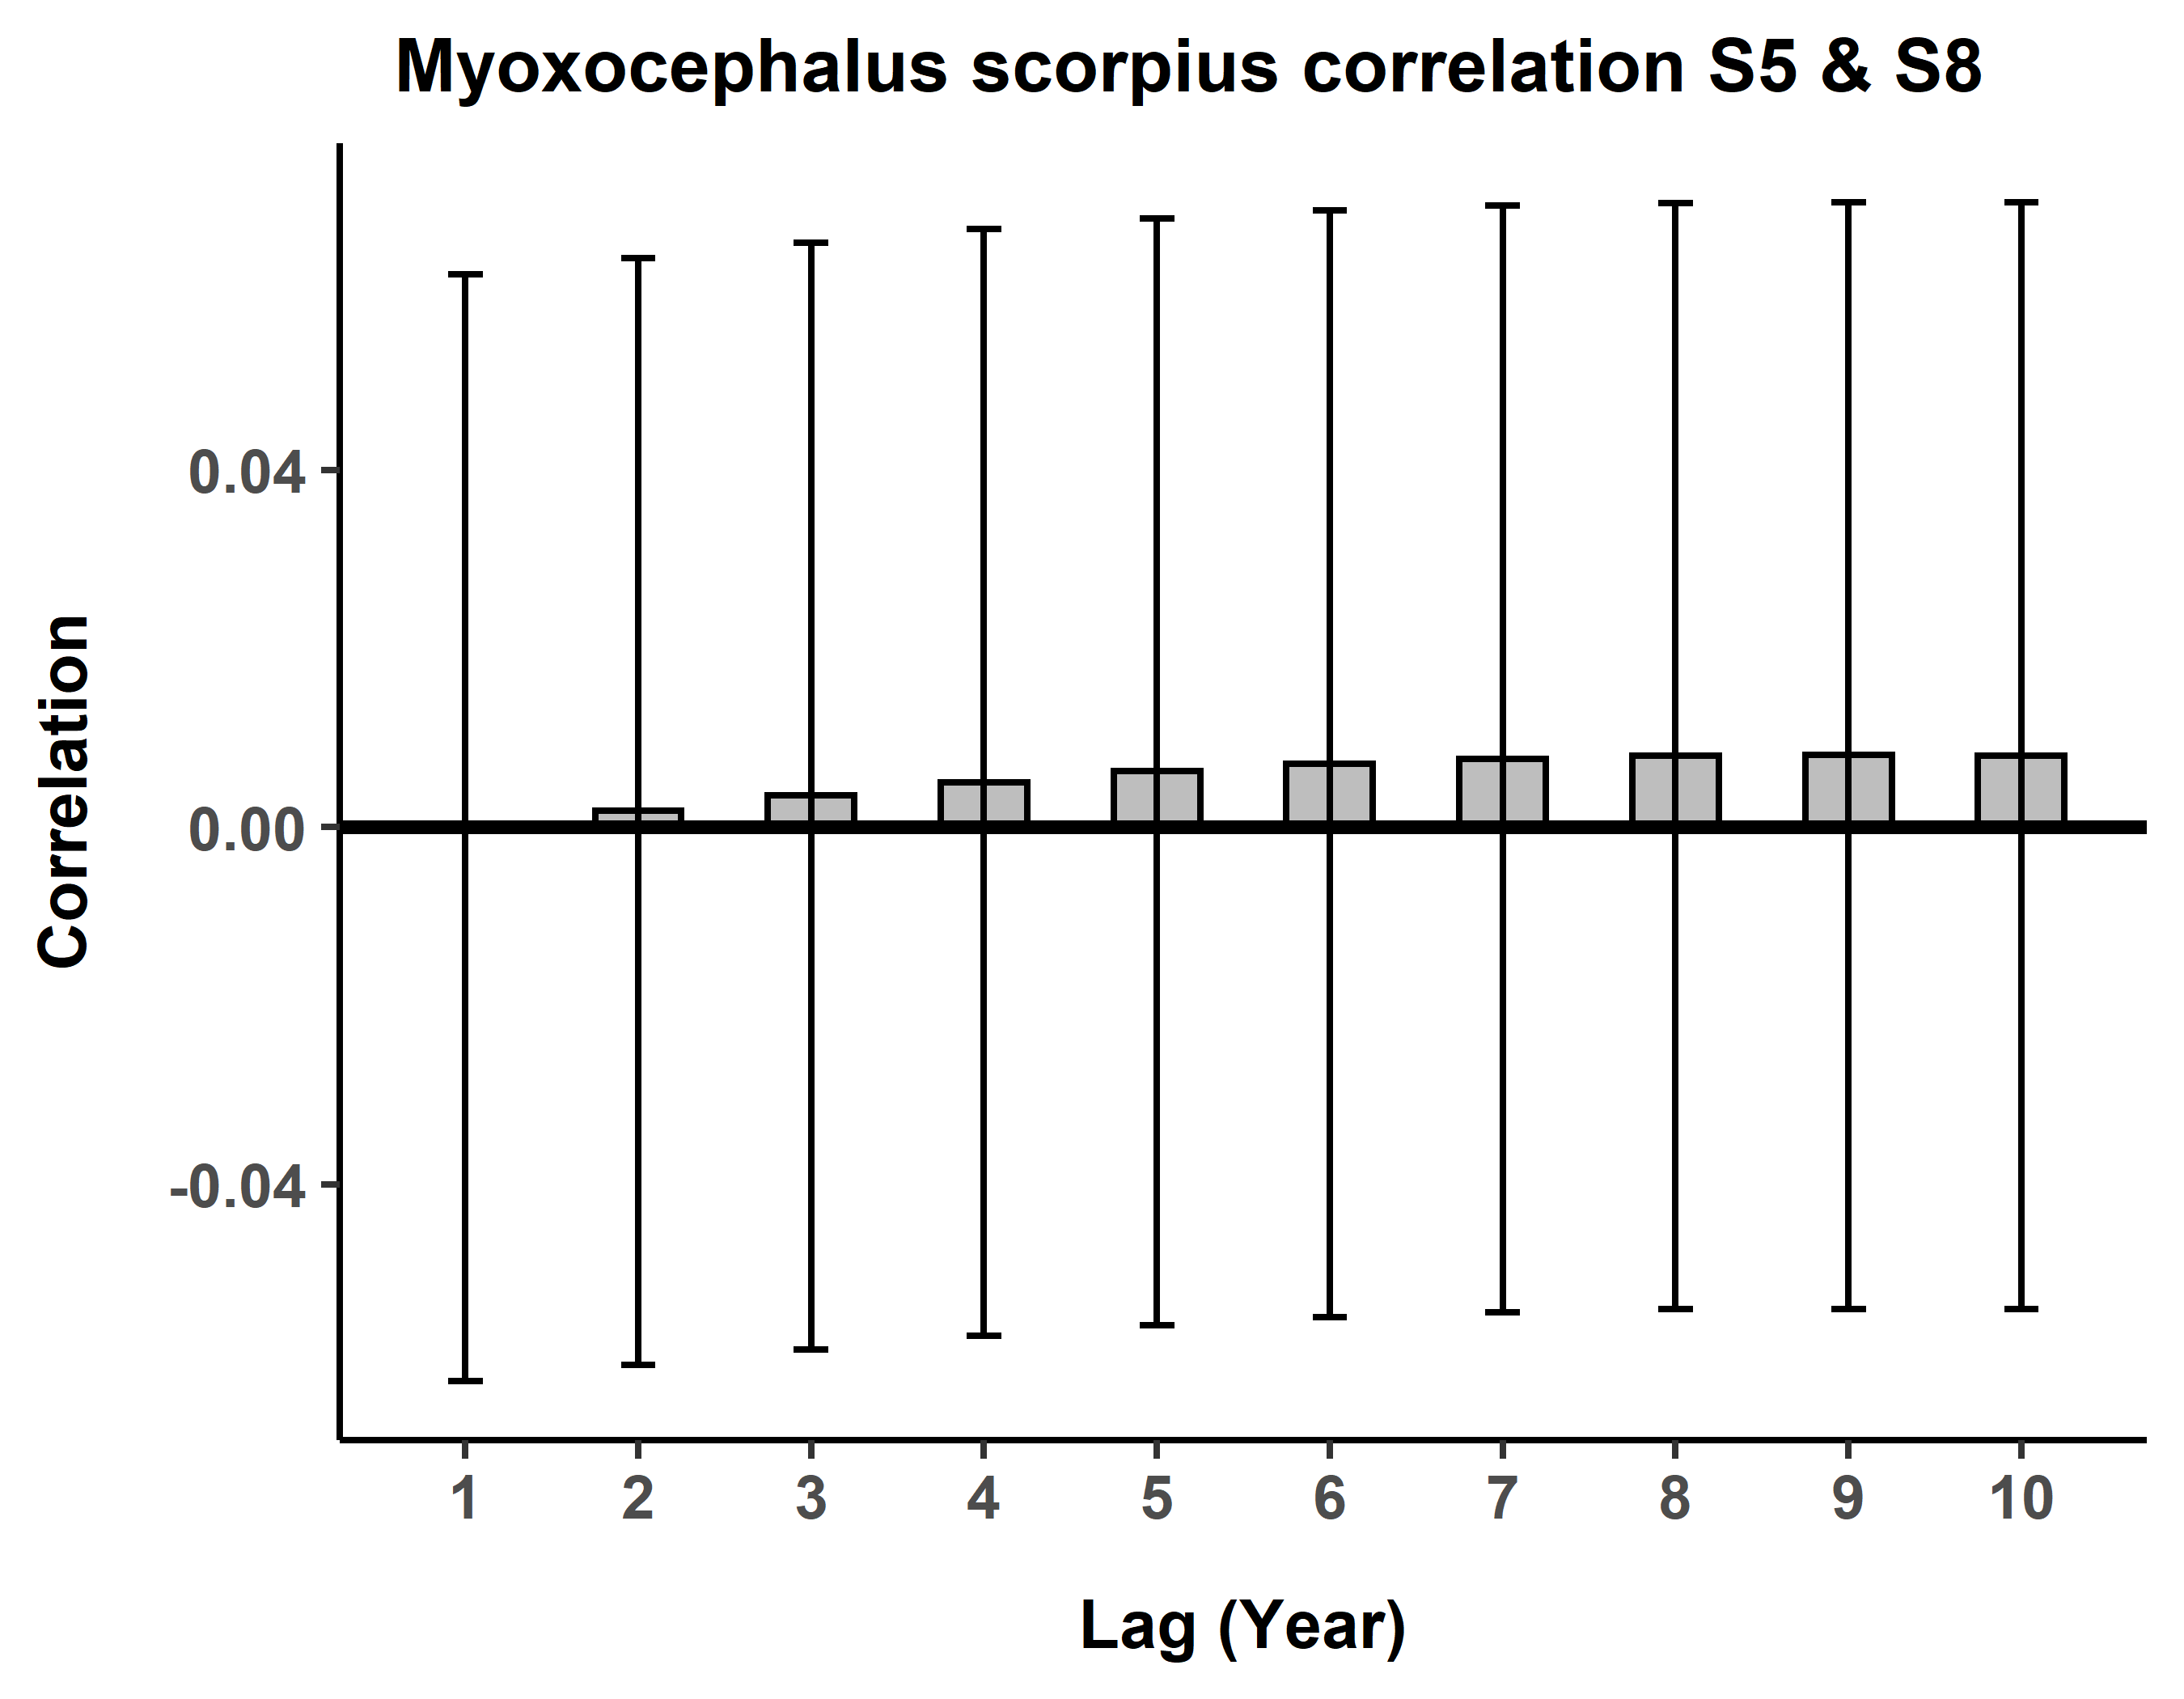 Myoxocephalus scorpius correlation S5 & S8
Correlation
0.04
0.00
-0.04
1 2 3 4 5 6 7 8 9 10
Lag (Year)